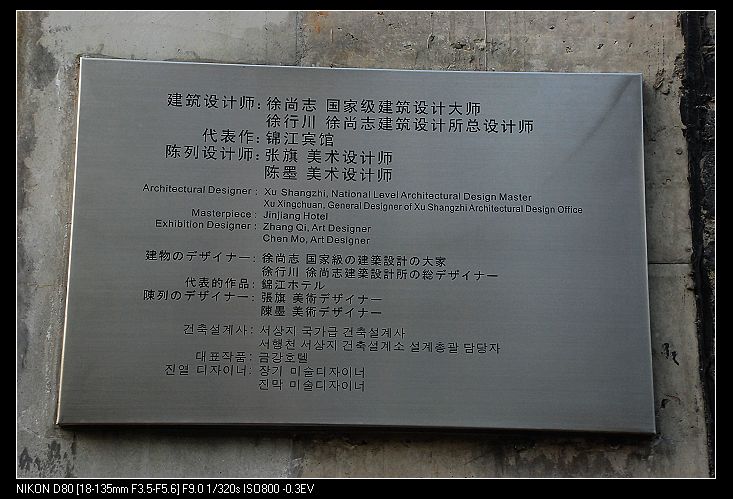 建筑设计师: 徐尚志 国家级建筑设计大师
徐行川 徐尚志建筑设计所总设计师
代表作: 锦江宾馆
陈列设计师: 张旗 美术设计师
陈墨 美术设计师
Architectural Designer: Xu Shangzhi, National Level Architectural Design Master
Xu Xingchuan, General Designer of Xu Shangzhi Architectural Design Office
Masterpiece: Jinjiang Hotel
Exhibition Designer: Zhang Qi, Art Designer
Chen Mo, Art Designer
建物のデザイナー: 徐尚志 国家級の建築設計の大家
徐行川 徐尚志建築設計所の総デザイナー
代表的作品: 錦江ホテル
陳列のデザイナー: 張旗 美術デザイナー
陳墨 美術デザイナー
건축설계사: 서상지 국가급 건축설계사
서행천 서상지 건축설계소 설계총괄 담당자
대표작품: 금강호텔
진열 디자이너: 장기 미술디자이너
진막 미술디자이너
NIKON D80 [18-135mm F3.5-F5.6] F9.0 1/320s ISO800 -0.3EV